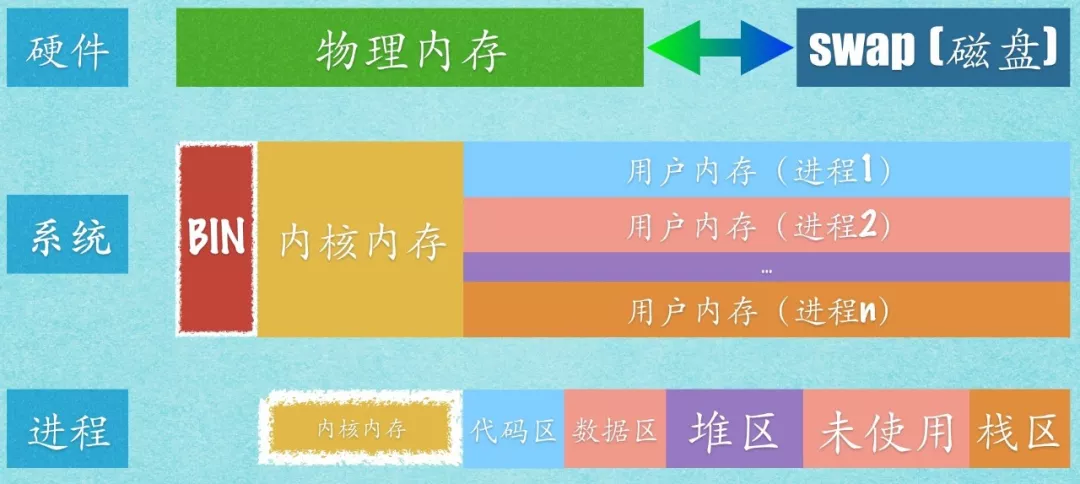 硬件
物理内存
swap (磁盘)
系统
BIN
内核内存
用户内存（进程1）
用户内存（进程2）
...
用户内存（进程n）
进程
内核内存
代码区
数据区
堆区
未使用
栈区